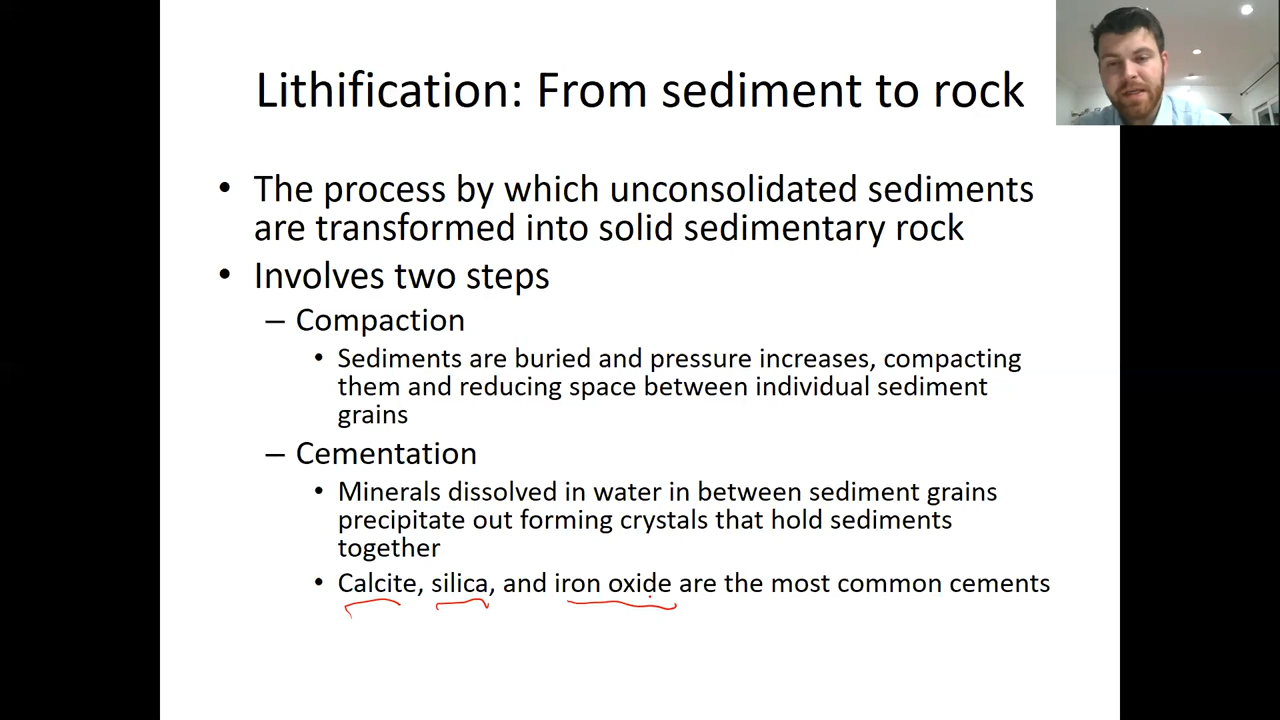 Lithification: From sediment to rock
• The process by which unconsolidated sediments
are transformed into solid sedimentary rock
• Involves two steps
– Compaction
• Sediments are buried and pressure increases, compacting
them and reducing space between individual sediment
grains
– Cementation
• Minerals dissolved in water in between sediment grains
precipitate out forming crystals that hold sediments
together
• Calcite, silica, and iron oxide are the most common cements